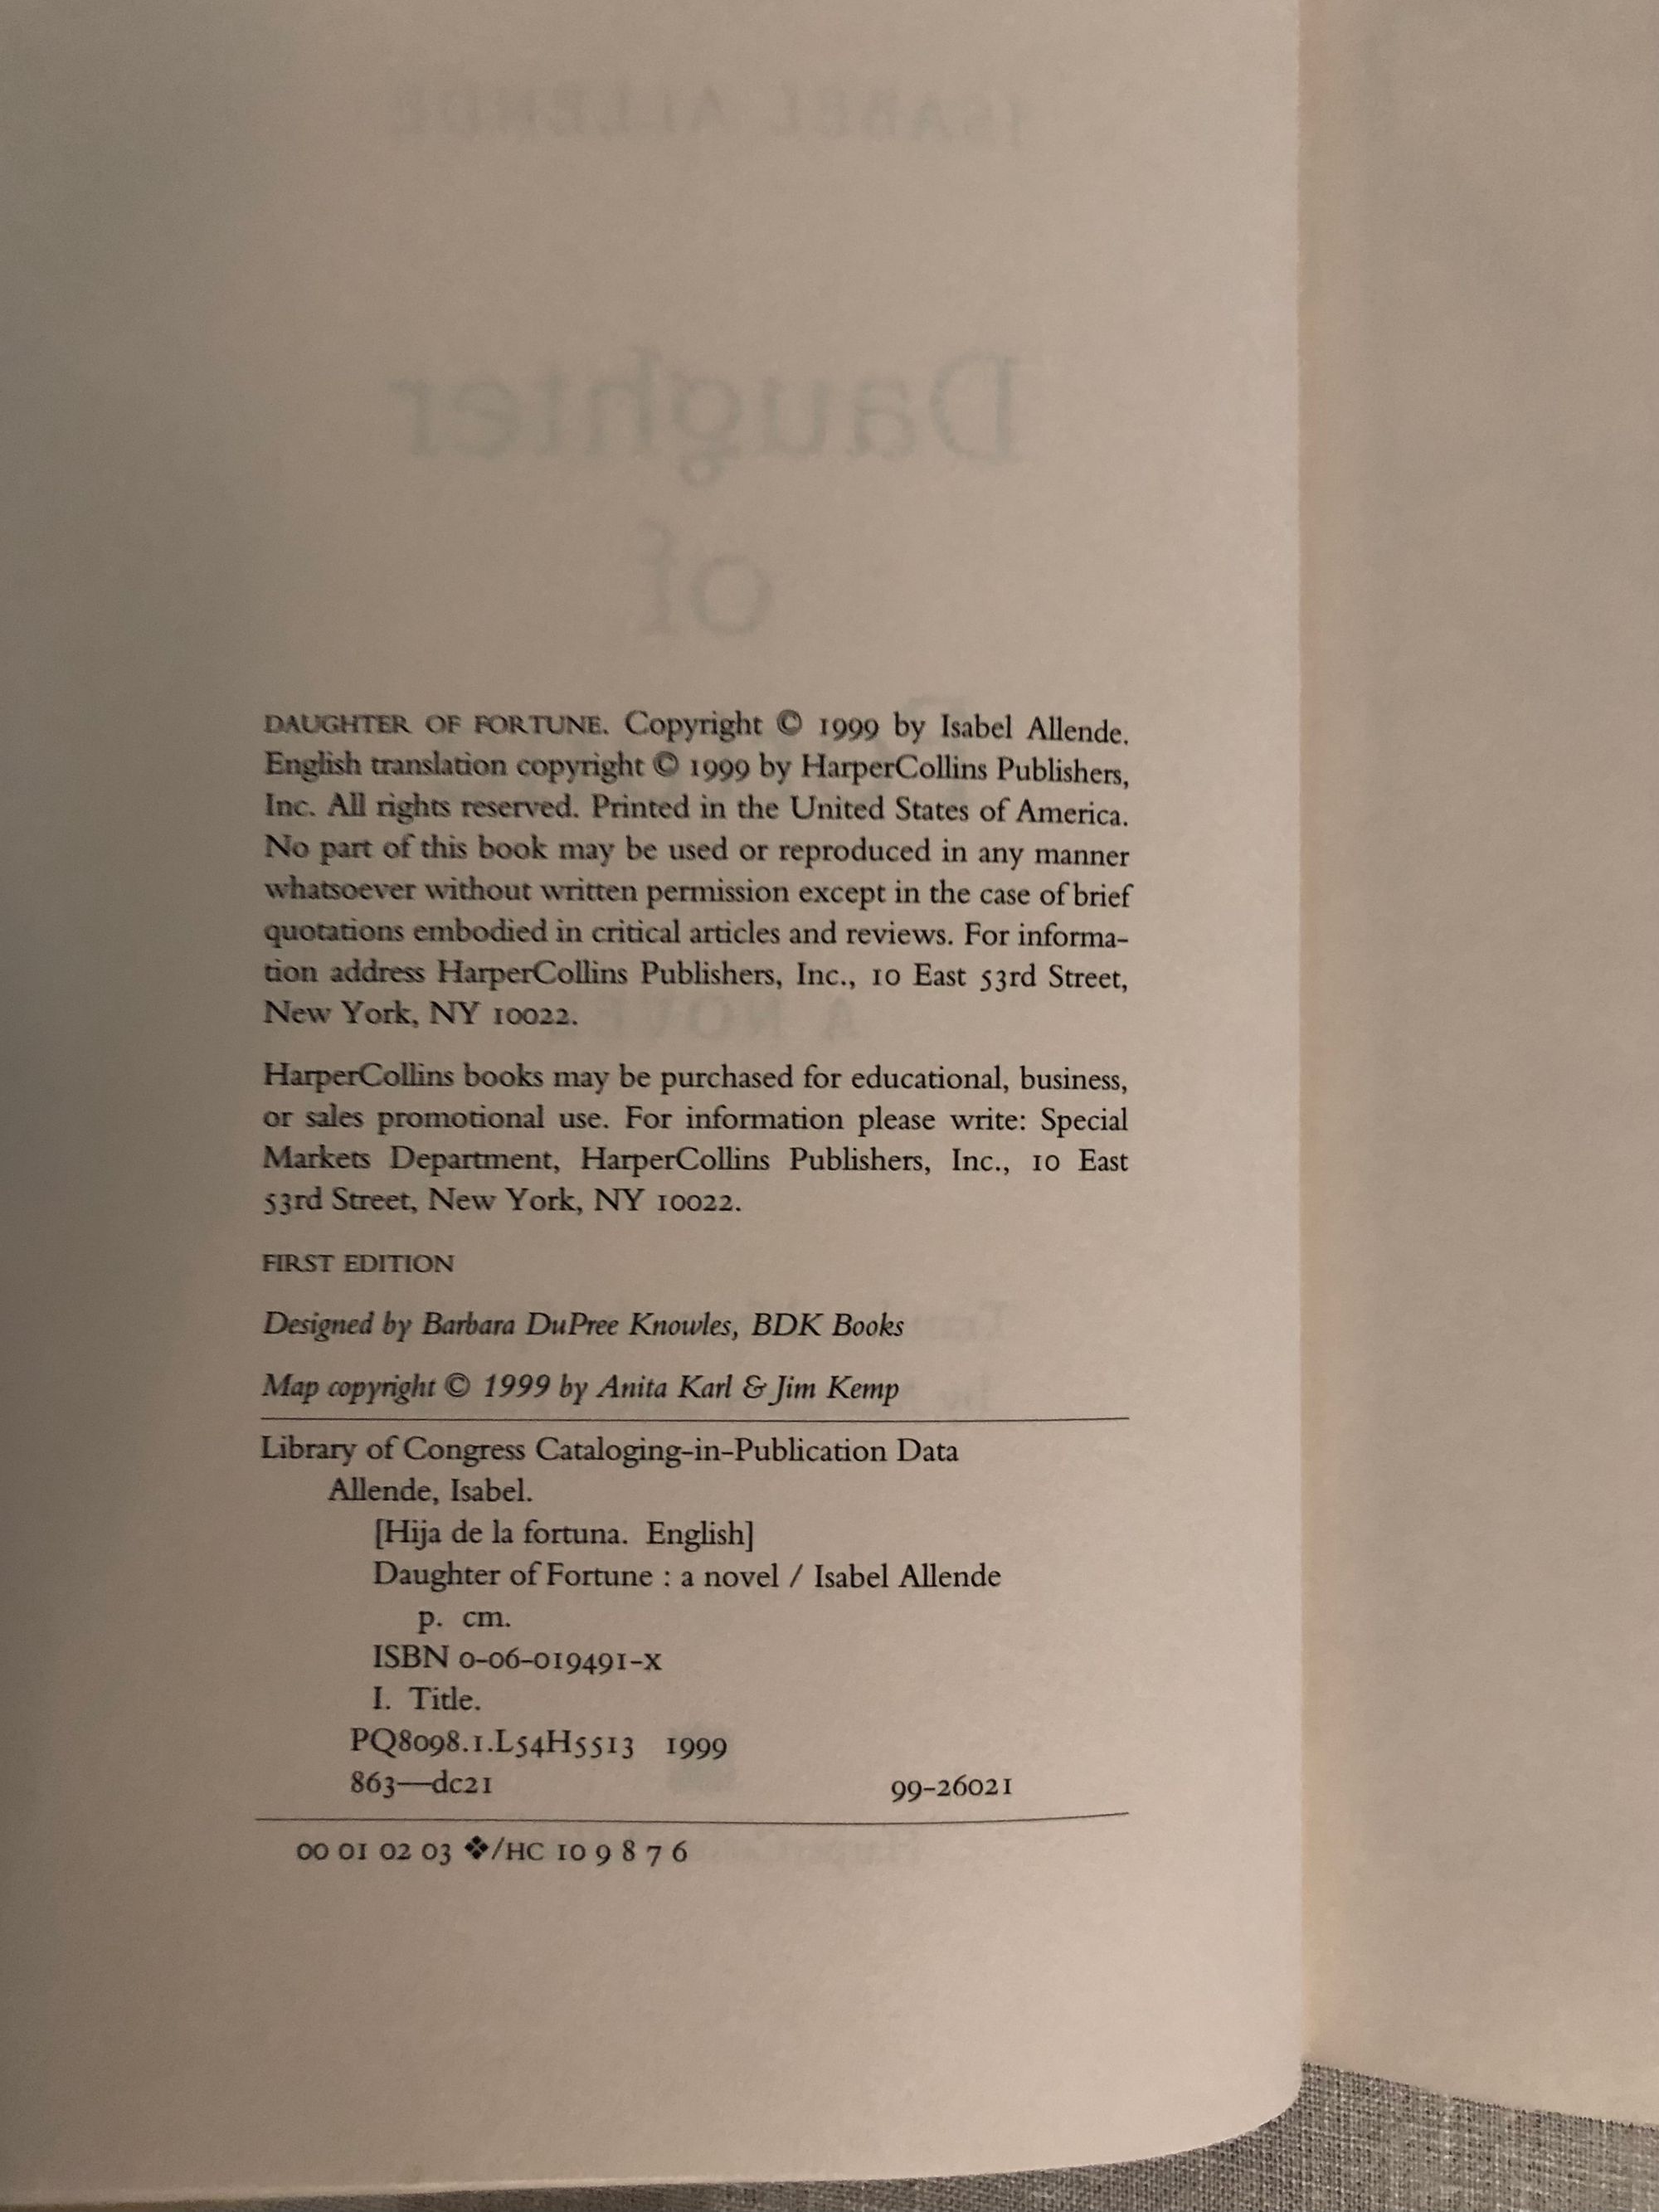 DAUGHTER OF FORTUNE. Copyright © 1999 by Isabel Allende.
English translation copyright © 1999 by HarperCollins Publishers,
Inc. All rights reserved. Printed in the United States of America.
No part of this book may be used or reproduced in any manner
whatsoever without written permission except in the case of brief
quotations embodied in critical articles and reviews. For informa-
tion address HarperCollins Publishers, Inc., 10 East 53rd Street,
New York, NY 10022.
HarperCollins books may be purchased for educational, business,
or sales promotional use. For information please write: Special
Markets Department, HarperCollins Publishers, Inc., 10 East
53rd Street, New York, NY 10022.
FIRST EDITION
Designed by Barbara DuPree Knowles, BDK Books
Map copyright © 1999 by Anita Karl & Jim Kemp
Library of Congress Cataloging-in-Publication Data
Allende, Isabel.
[Hija de la fortuna. English]
Daughter of Fortune : a novel / Isabel Allende
p. cm.
ISBN 0-06-019491-X
I. Title.
PQ8098.1.L54H5513 1999
863—dc21 99-26021
00 01 02 03 ❖/HC 10 9 8 7 6